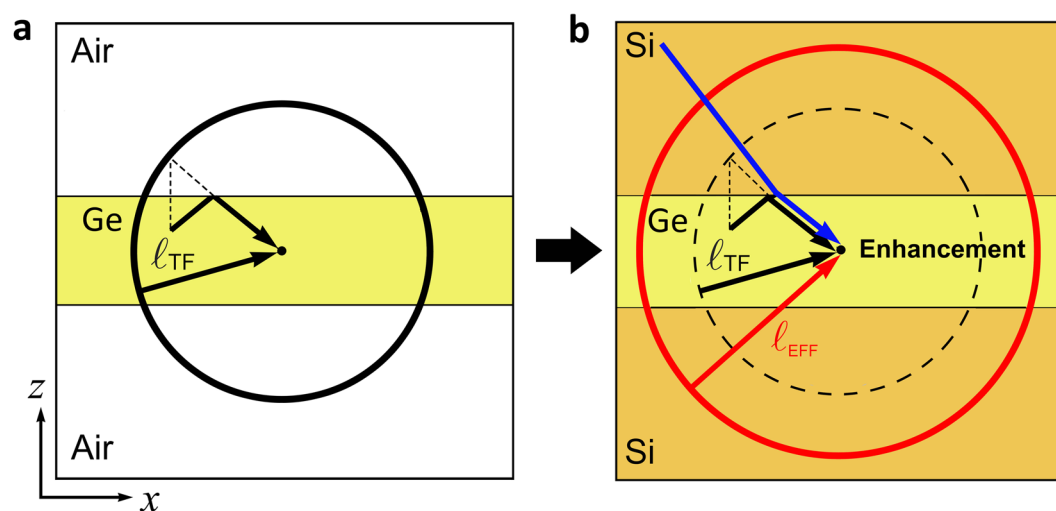 a
Air
Ge
ℓTF
Air
z
x
b
Si
Ge
ℓTF
Enhancement
ℓEFF
Si